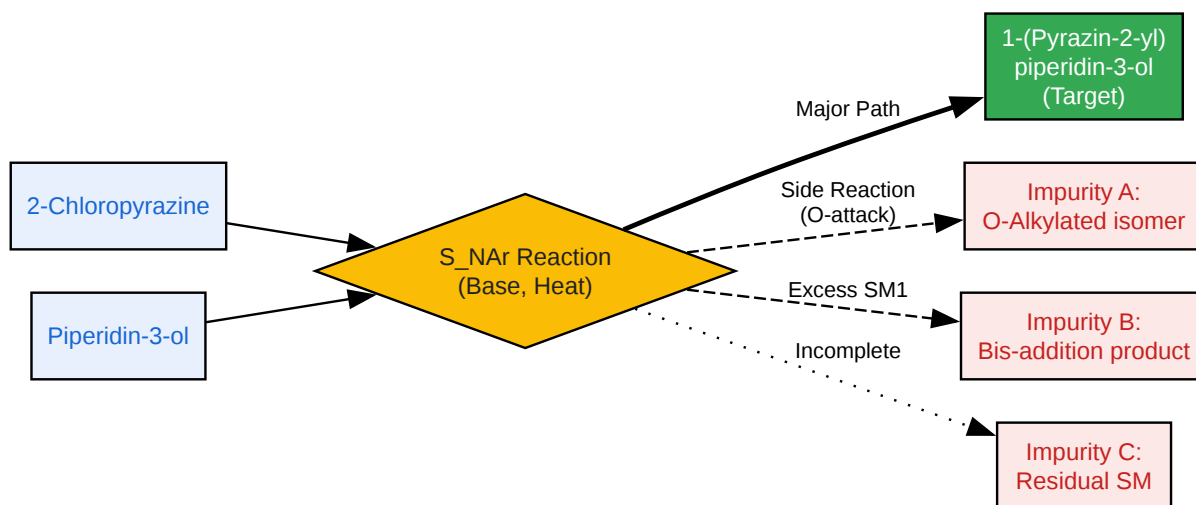 2-Chloropyrazine
Piperidin-3-ol
S_NAr Reaction
(Base, Heat)
Major Path
Side Reaction
(O-attack)
Excess SM1
Incomplete
1-(Pyrazin-2-yl)
piperidin-3-ol
(Target)
Impurity A:
O-Alkylated isomer
Impurity B:
Bis-addition product
Impurity C:
Residual SM